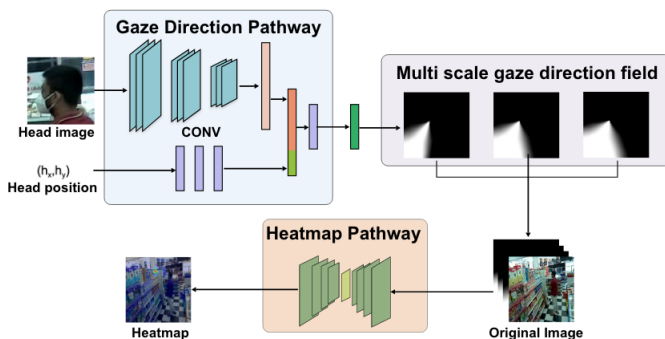 Gaze Direction Pathway
Multi scale gaze direction field
Head image
CONV
(hₓ,hᵧ)
Head position
Heatmap Pathway
Heatmap
Original Image